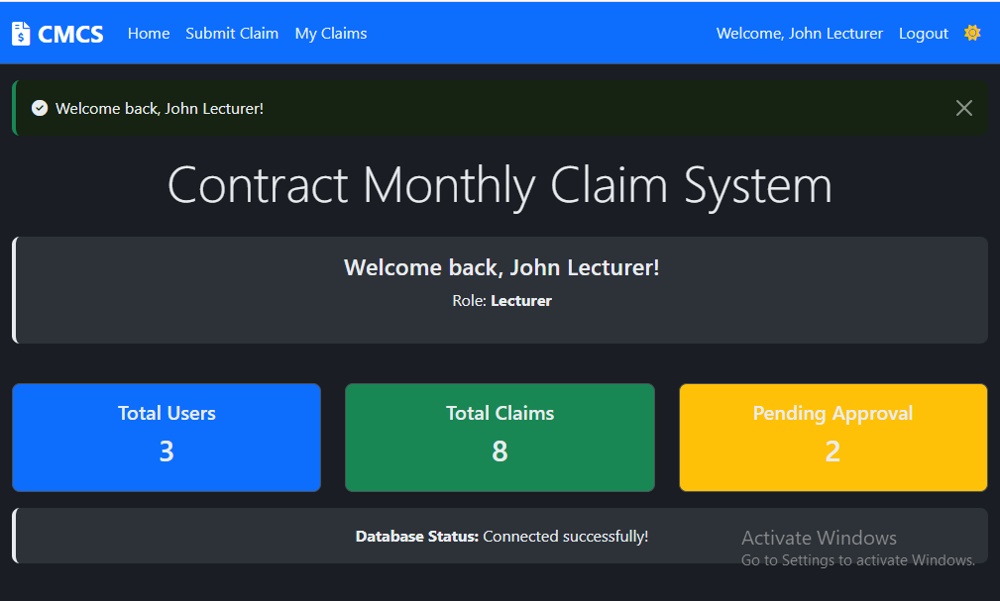 CMCS Home Submit Claim My Claims Welcome, John Lecturer Logout
Welcome back, John Lecturer!
Contract Monthly Claim System
Welcome back, John Lecturer!
Role: Lecturer
Total Users Total Claims Pending Approval
3 8 2
Database Status: Connected successfully!
Activate Windows
Go to Settings to activate Windows.